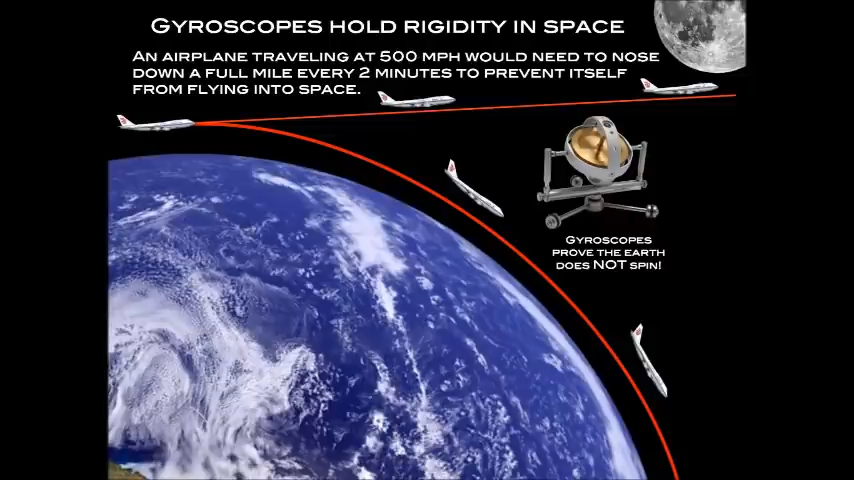 Gyroscopes hold rigidity in space
An airplane traveling at 500 mph would need to nose
down a full mile every 2 minutes to prevent itself
from flying into space.
Gyroscopes
prove the earth
does NOT spin!